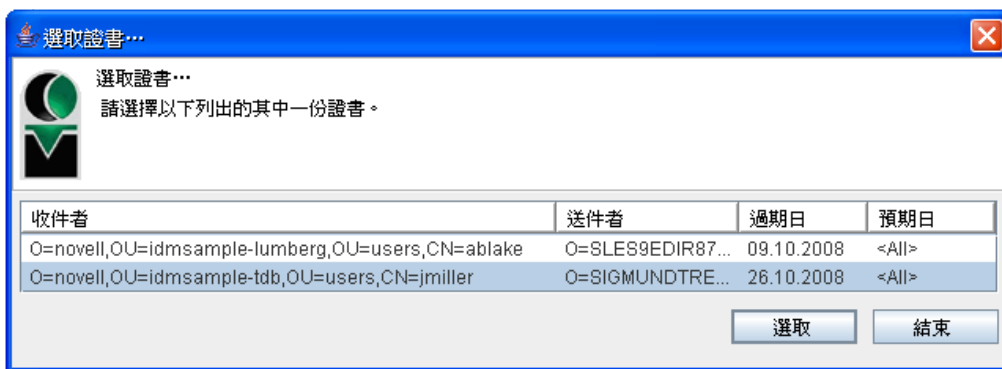 選取證書…
選取證書…
請選擇以下列出的其中一份證書。
收件者 送件者 過期日 預期日
O=novell,OU=idmsample-lumberg,OU=users,CN=ablake O=SLES9EDIR87... 09.10.2008 <All>
O=novell,OU=idmsample-tdb,OU=users,CN=jmiller O=SIGMUNDTRE... 26.10.2008 <All>
選取 結束